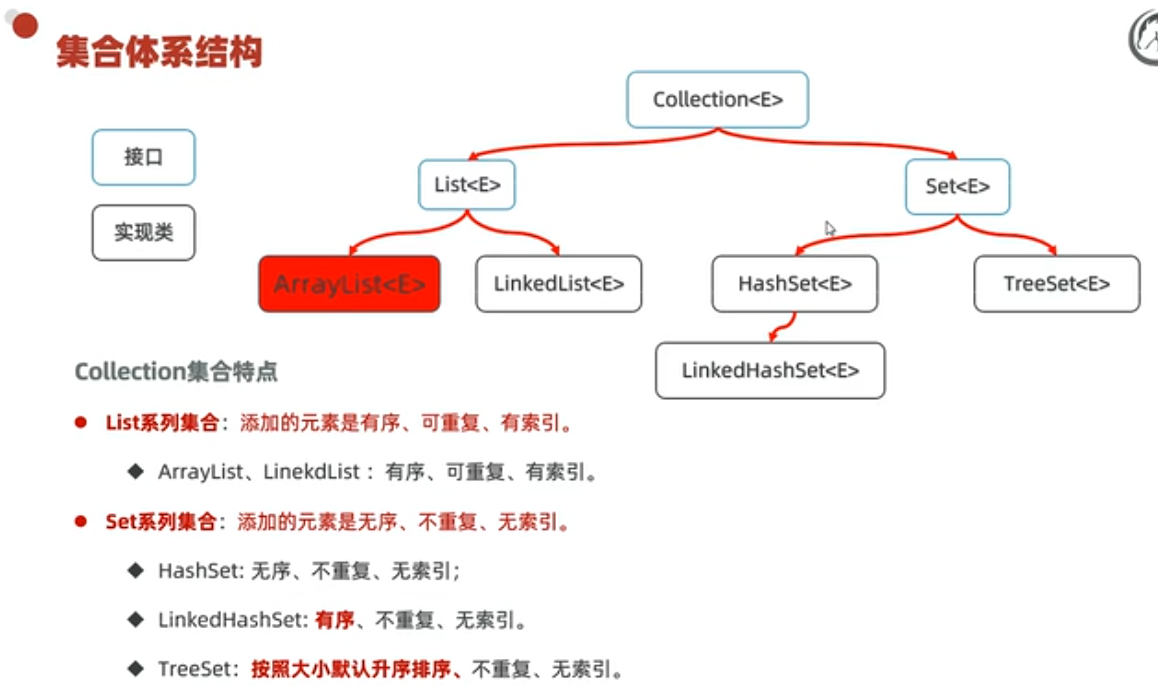 集合体系结构
Collection<E>
接口
List<E>
Set<E>
实现类
ArrayList<E>
LinkedList<E>
HashSet<E>
TreeSet<E>
LinkedHashSet<E>
Collection集合特点
List系列集合：添加的元素是有序、可重复、有索引。
ArrayList、LinekdList ：有序、可重复、有索引。
Set系列集合：添加的元素是无序、不重复、无索引。
HashSet: 无序、不重复、无索引；
LinkedHashSet: 有序、不重复、无索引。
TreeSet：按照大小默认升序排序、不重复、无索引。